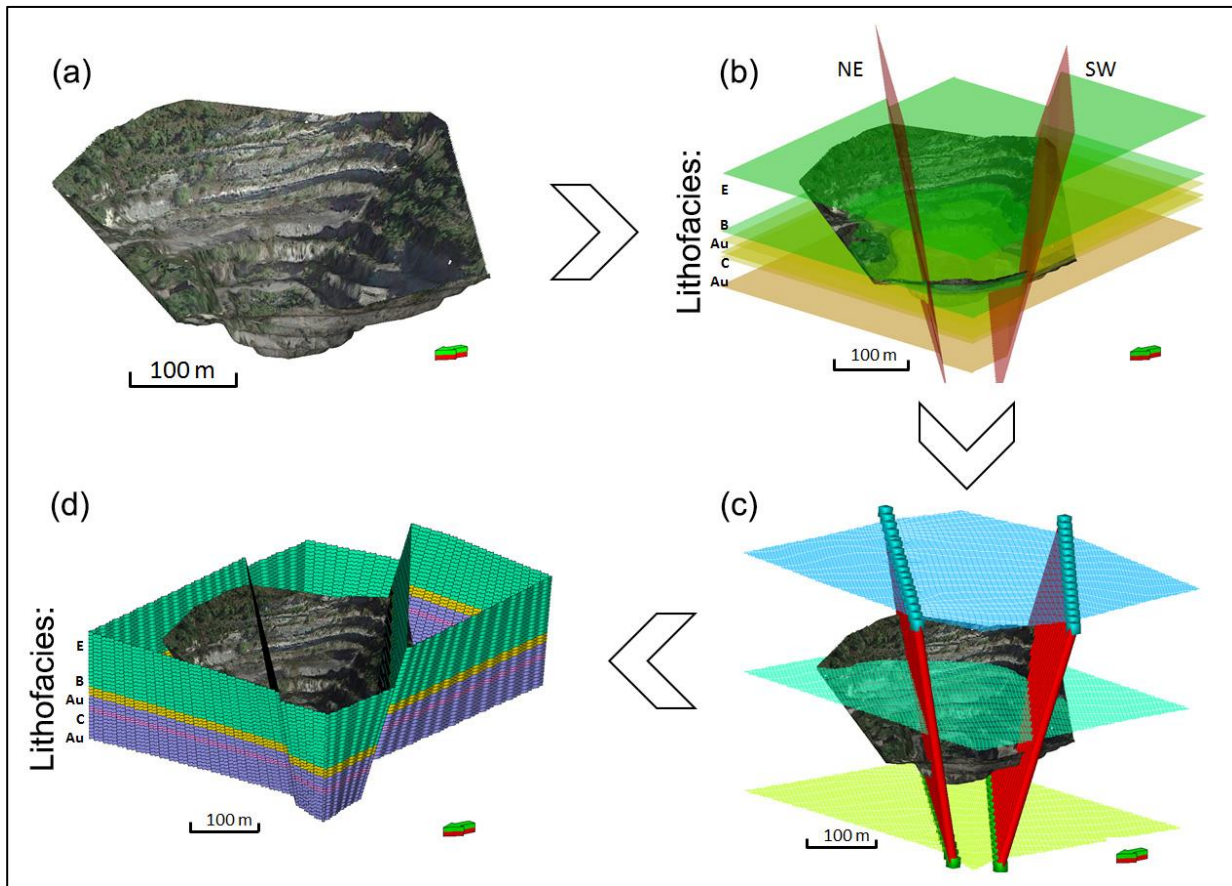 (a)
100 m
(b)
NE
SW
Lithofacies:
E
B
Au
C
Au
100 m
(d)
Lithofacies:
E
B
Au
C
Au
100 m
(c)
100 m